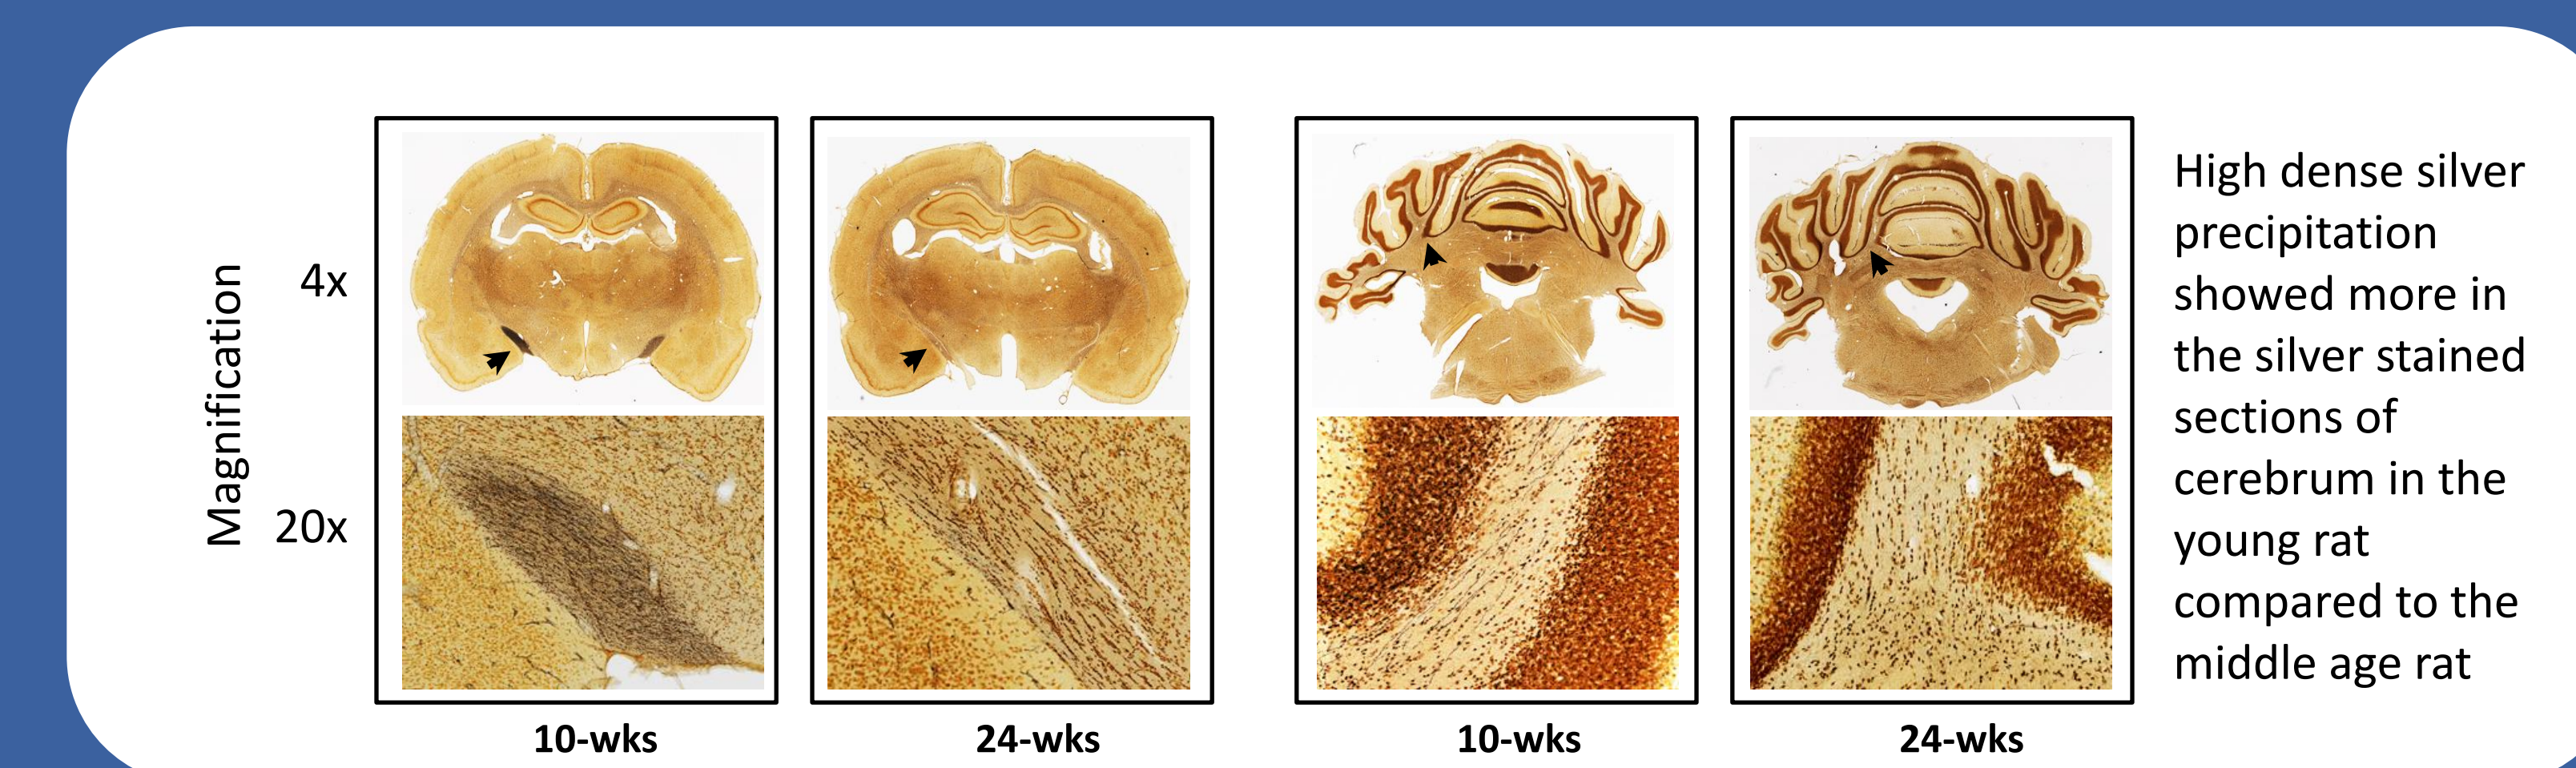 Magnification
4x
20x
10-wks
24-wks
10-wks
24-wks
High dense silver
precipitation
showed more in
the silver stained
sections of
cerebrum in the
young rat
compared to the
middle age rat